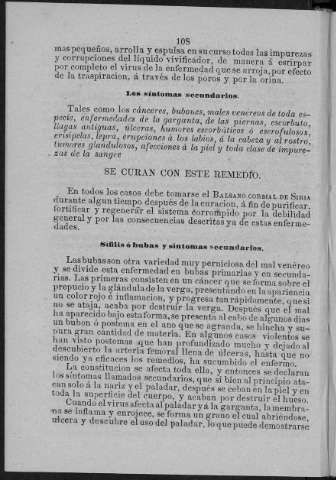 108
mas pequeños, arrolla y espulsa en su curso todas las impurezas
y corrupciones del líquido vivificador, de manera á estirpar
por completo el virus de la enfermedad que se arroja, por efecto
de la traspiracion, á través de los poros y por la orina.
Los síntomas secundarios.
Tales como los cánceres, bubones, males venereos de toda es-
pecie, enfermedades de la garganta, de las piernas, escorbuto,
llagas antiguas, úlceras, humores escorbúticos ó escrofulosos,
erisipelas, lepra, erupciones á los labios, á la cabeza y al rostro,
tumores glandulosos, afecciones á la piel y toda clase de impure-
zas de la sangre
SE CURAN CON ESTE REMEDIO.
En todos los casos debe tomarse el BALSAMO CORDIAL DE SIRIA
durante algun tiempo después de la curacion, á fin de purificar,
fortificar y regenerar el sistema corrompido por la debilidad
general y por las consecuencias descritas ya de estas enferme-
dades.
Sífilis ó bubas y síntomas secundarios.
Las bubas son otra variedad muy perniciosa del mal venéreo
y se divide esta enfermedad en bubas primarias y en secunda-
rias. Las primeras consisten en un cáncer que se forma sobre el
prepucio y la glándula de la verga, presentando en la apariencia
un color rojo é inflamacion, y progresa tan rápidamente, que si
no se ataja, acaba por destruir la verga. Después que el mal
ha aparecido bajo esta forma, se presenta al cabo de algunos dias
un bubon ó postema en el ano que se agranda, se hincha y su-
pura gran cantidad de materia. En algunos casos violentos se
han visto postemas que han profundizado mucho y dejado al
descubierto la arteria femoral llena de úlceras, hasta que no
siendo ya eficaces los remedios, ha sucumbido el enfermo.
La constitucion se afecta toda ello, y entonces se declaran
los síntomas llamados secundarios, que si bien al principio ata-
can solo á la nariz y el paladar, después se ceban en la piel y en
toda la superficie del cuerpo, y acaban por destruir el hueso.
Cuando el virus afecta al paladar y á la garganta, la membra-
na se inflama y enrojece, se forma un grano el cual abriéndose,
ulcera y descubre el uso del paladar, lo que puede demostrarse